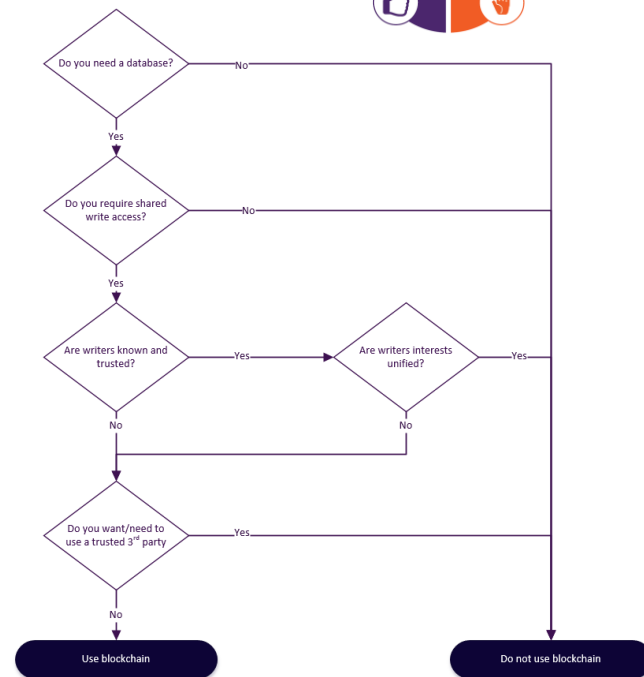 Do you need a database?
No
Yes
Do you require shared
write access?
No
Yes
Are writers known and
trusted?
Yes
Are writers interests
unified?
Yes
No
No
Do you want/need to
use a trusted 3rd party
Yes
No
Use blockchain
Do not use blockchain